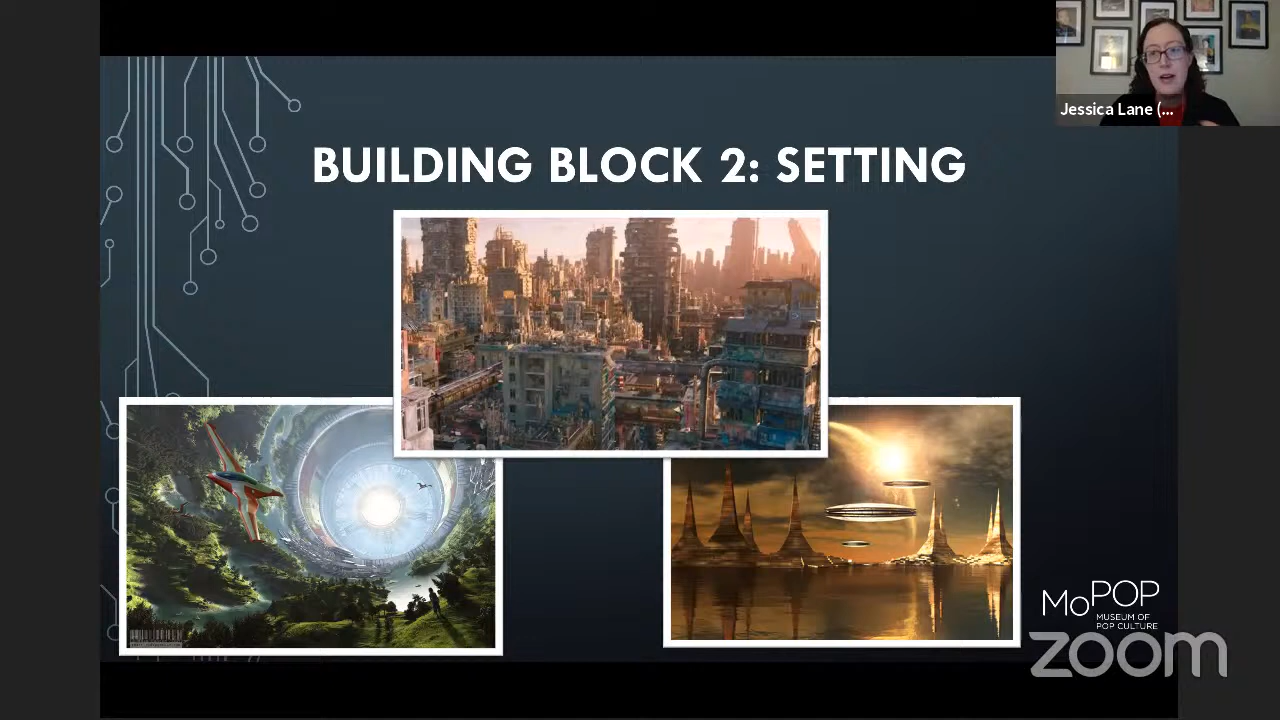 Jessica Lane (...
BUILDING BLOCK 2: SETTING
MoPOP
MUSEUM OF
POP CULTURE
zoom